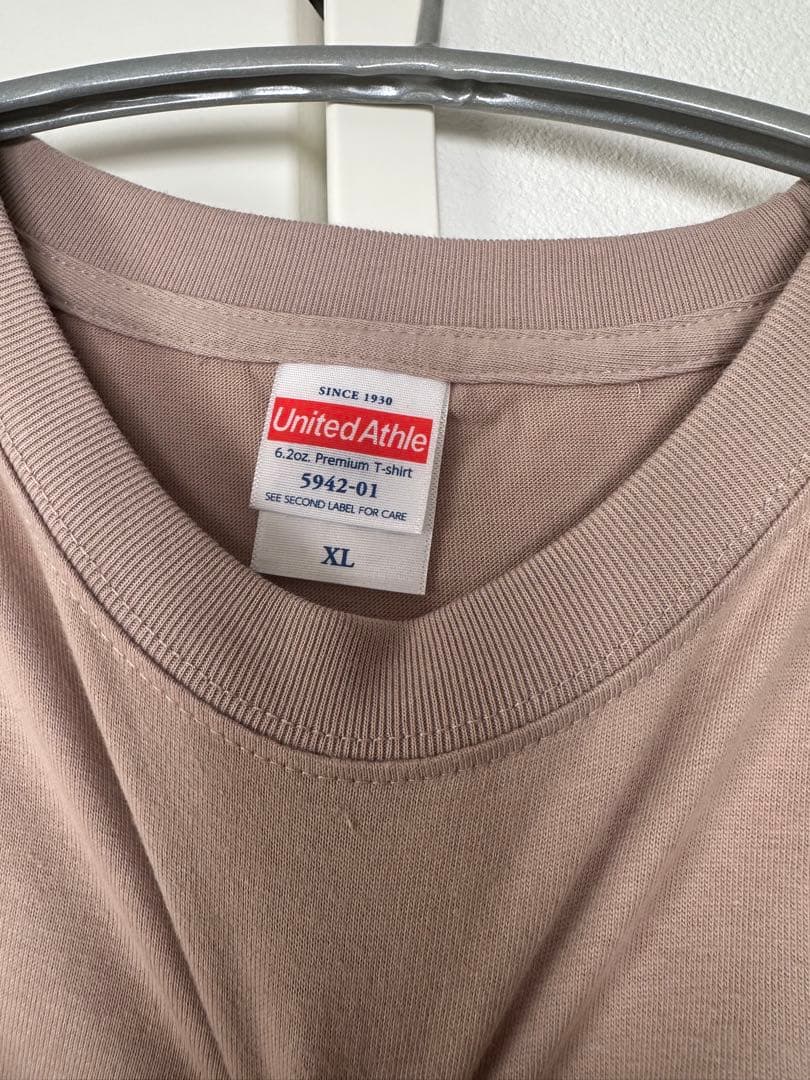 SINCE 1930
United Athle
6.2oz. Premium T-shirt
5942-01
SEE SECOND LABEL FOR CARE
XL